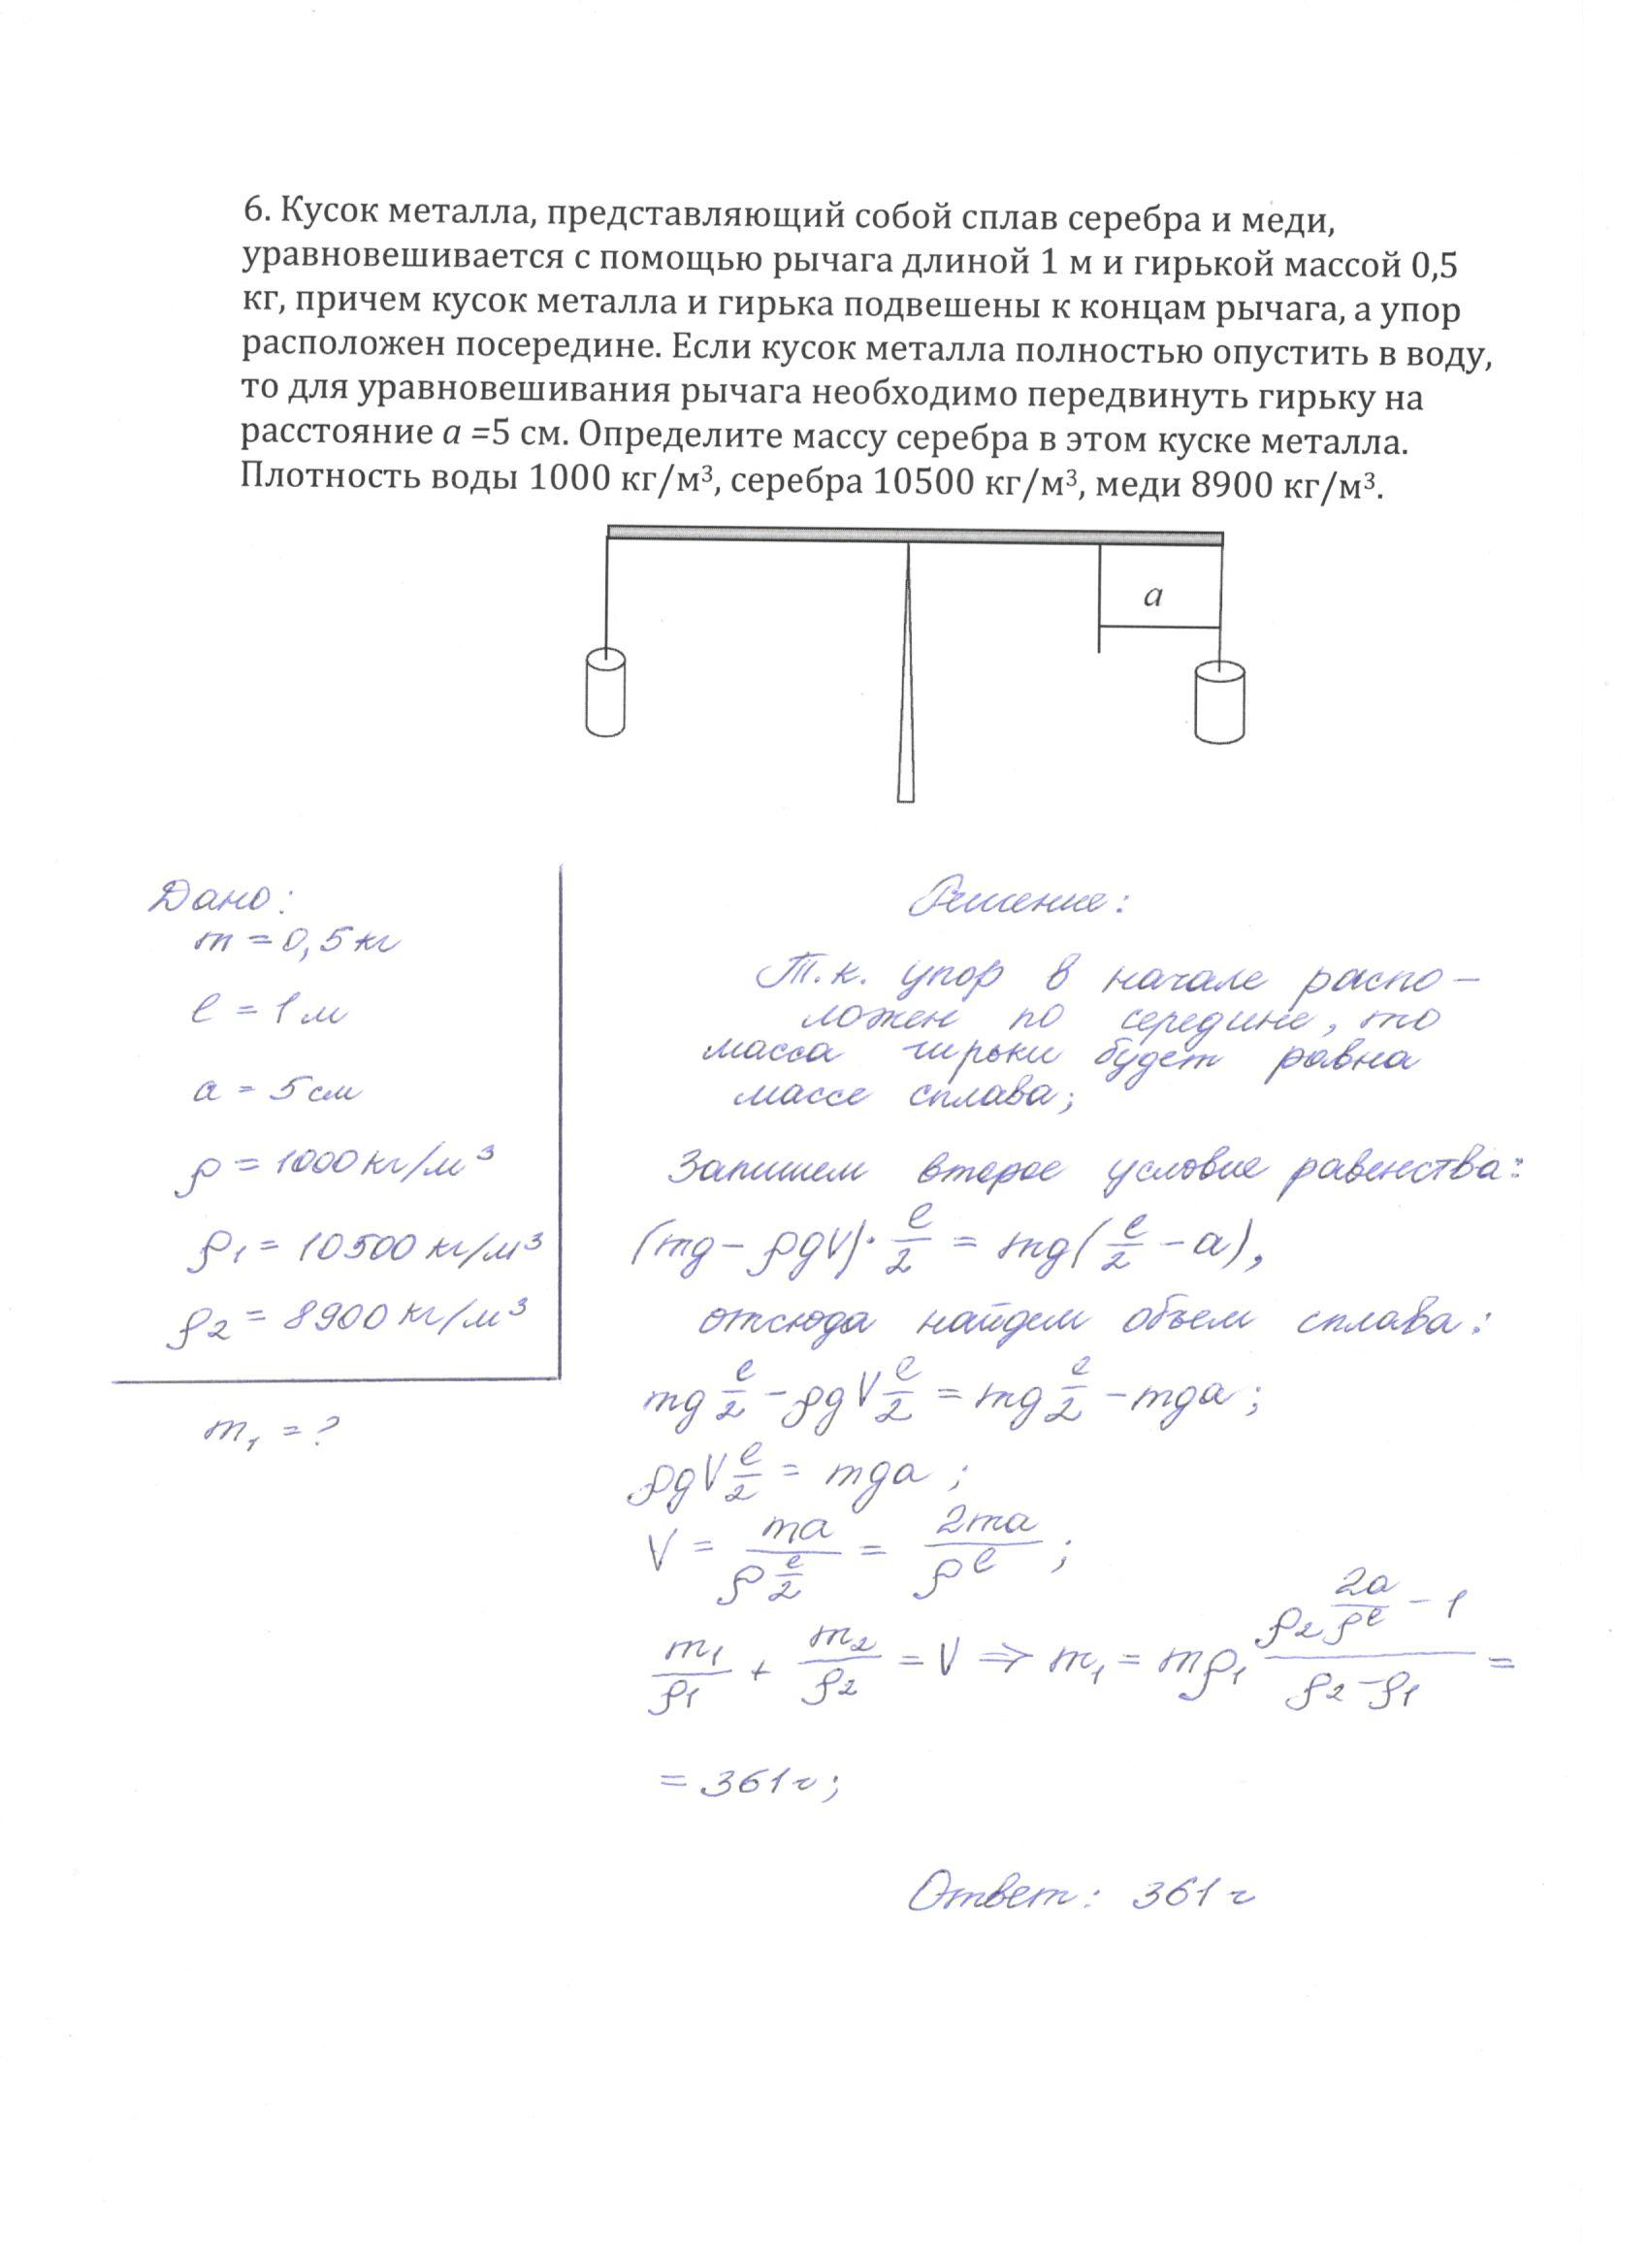 6. Кусок металла, представляющий собой сплав серебра и меди,
уравновешивается с помощью рычага длиной 1 м и гирькой массой 0,5
кг, причем кусок металла и гирька подвешены к концам рычага, а упор
расположен посередине. Если кусок металла полностью опустить в воду,
то для уравновешивания рычага необходимо передвинуть гирьку на
расстояние a =5 см. Определите массу серебра в этом куске металла.
Плотность воды 1000 кг/м³, серебра 10500 кг/м³, меди 8900 кг/м³.
a
Дано:
m = 0,5 кг
ℓ = 1 м
a = 5 см
ρ = 1000 кг/м³
ρ₁ = 10500 кг/м³
ρ₂ = 8900 кг/м³
m₁ = ?
Решение:
Т.к. упор в начале распо-
ложен по середине, то
масса гирьки будет равна
массе сплава;
Запишем второе условие равенства:
(mg - ρgV) · ℓ/2 = mg(ℓ/2 - a),
отсюда найдем объем сплава:
mg ℓ/2 - ρgV ℓ/2 = mg ℓ/2 - mga;
ρgV ℓ/2 = mga;
V = ma / (ρ ℓ/2) = 2ma / ρℓ;
m₁/ρ₁ + m₂/ρ₂ = V ⇒ m₁ = mρ₁ (ρ₂ 2a/ρℓ - 1) / (ρ₂ - ρ₁) =
= 361 г;
Ответ: 361 г